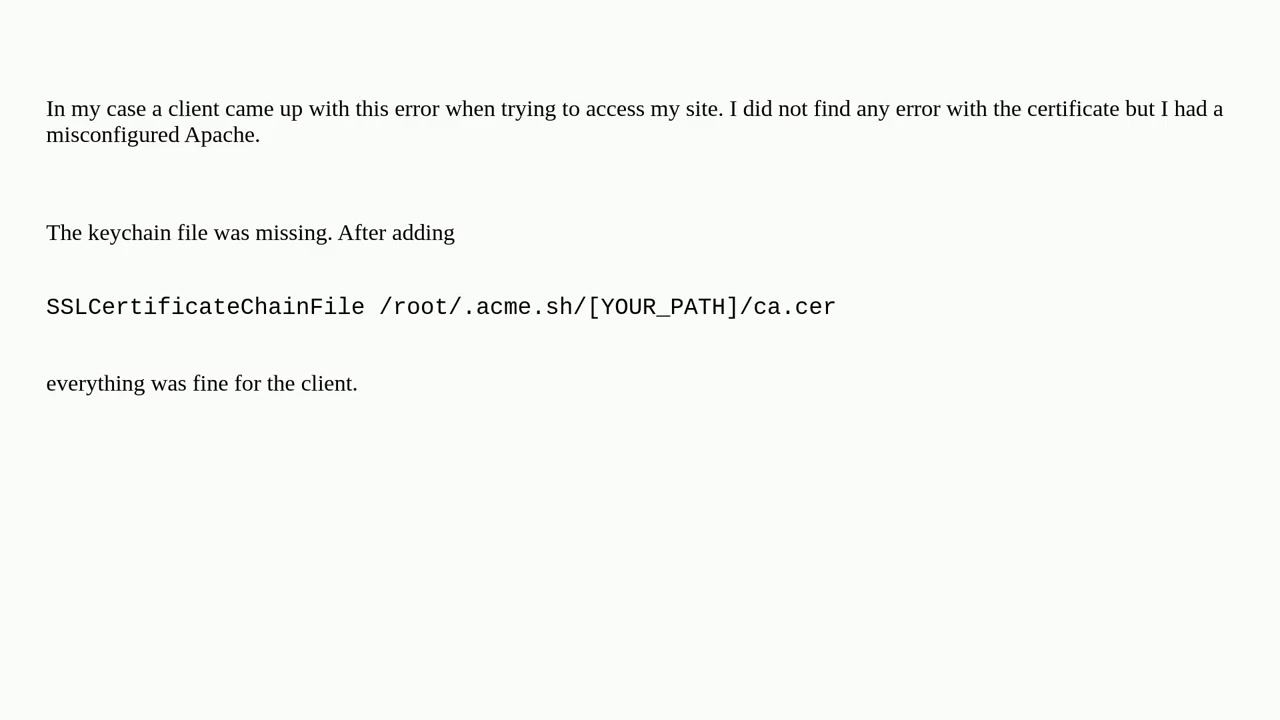 In my case a client came up with this error when trying to access my site. I did not find any error with the certificate but I had a
misconfigured Apache.
The keychain file was missing. After adding
SSLCertificateChainFile /root/.acme.sh/[YOUR_PATH]/ca.cer
everything was fine for the client.